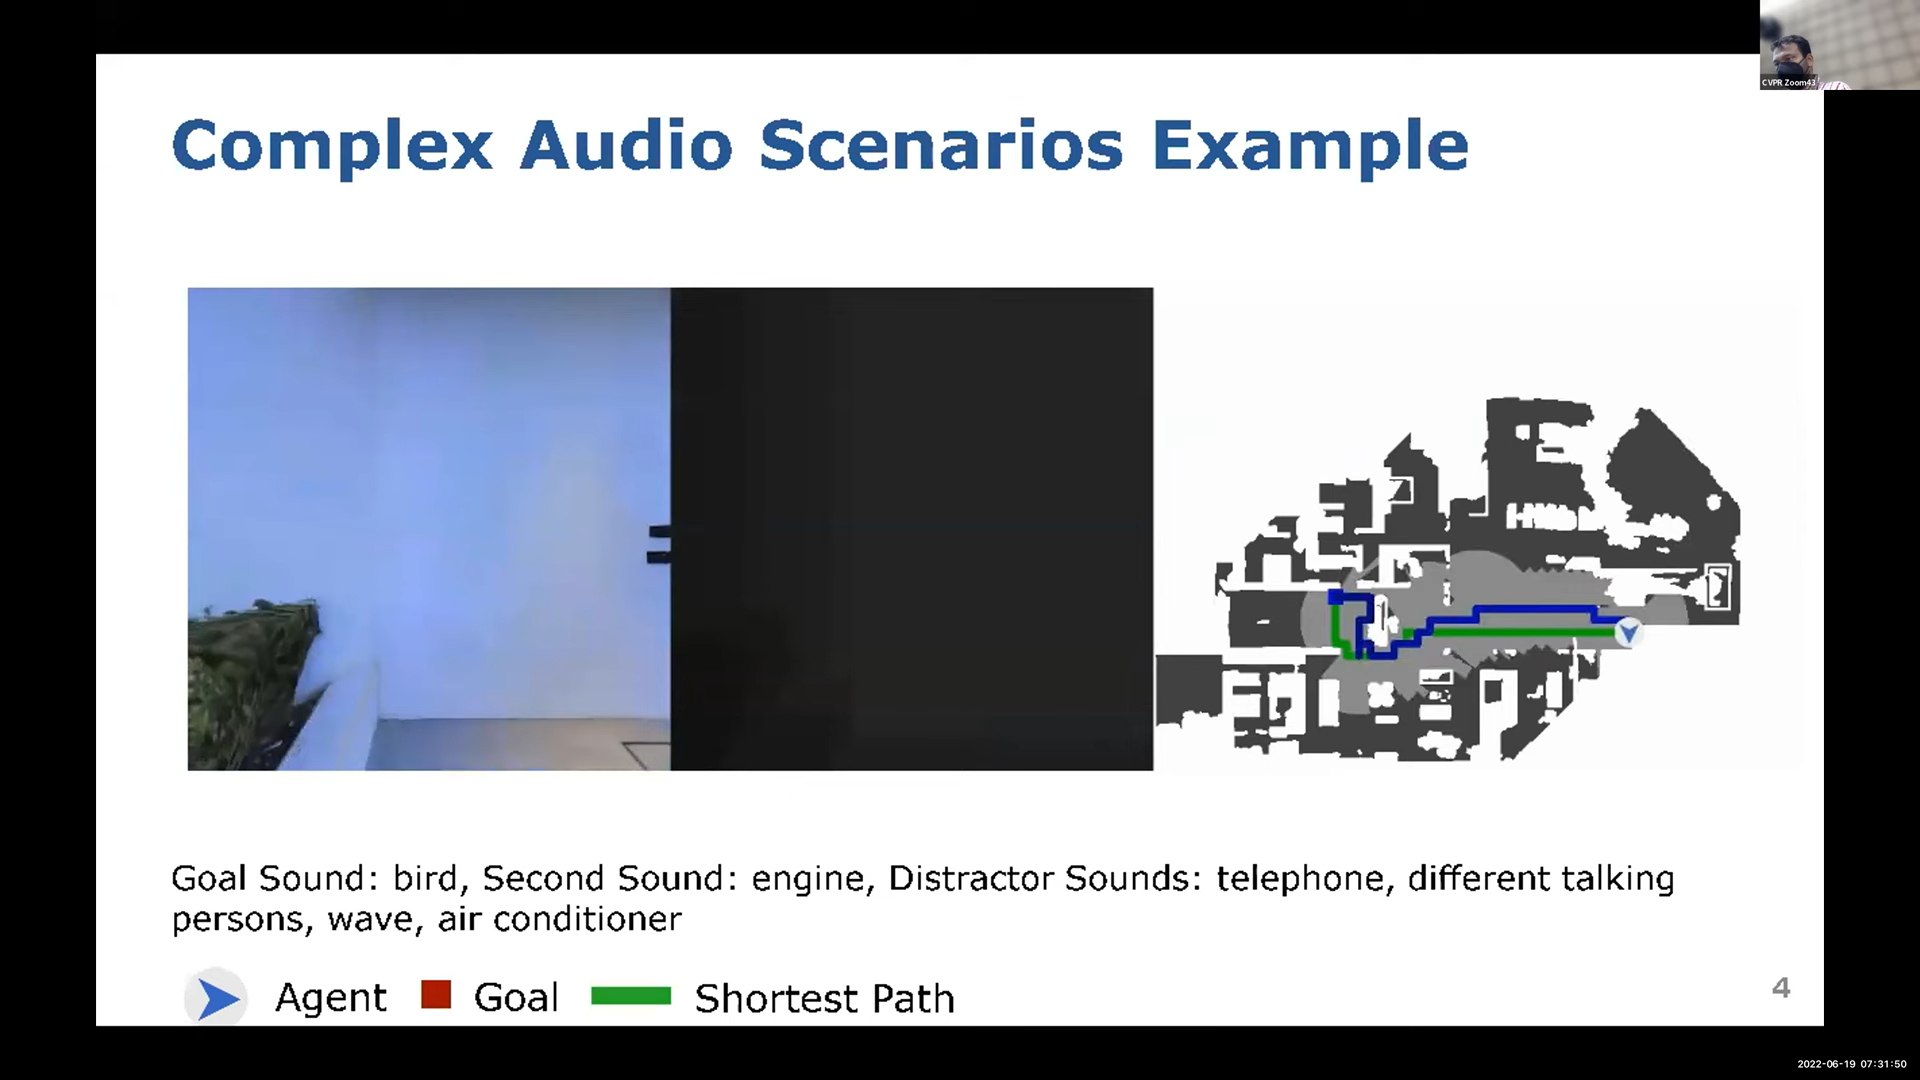 CVPR Zoom43
Complex Audio Scenarios Example
Goal Sound: bird, Second Sound: engine, Distractor Sounds: telephone, different talking
persons, wave, air conditioner
Agent Goal Shortest Path
4
2022-06-19 07:31:50